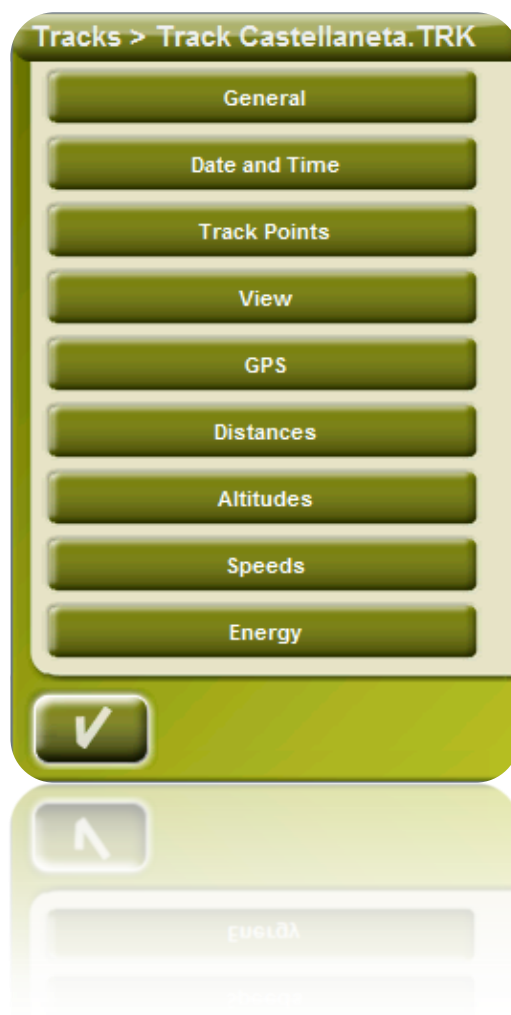 Tracks > Track Castellaneta.TRK
General
Date and Time
Track Points
View
GPS
Distances
Altitudes
Speeds
Energy